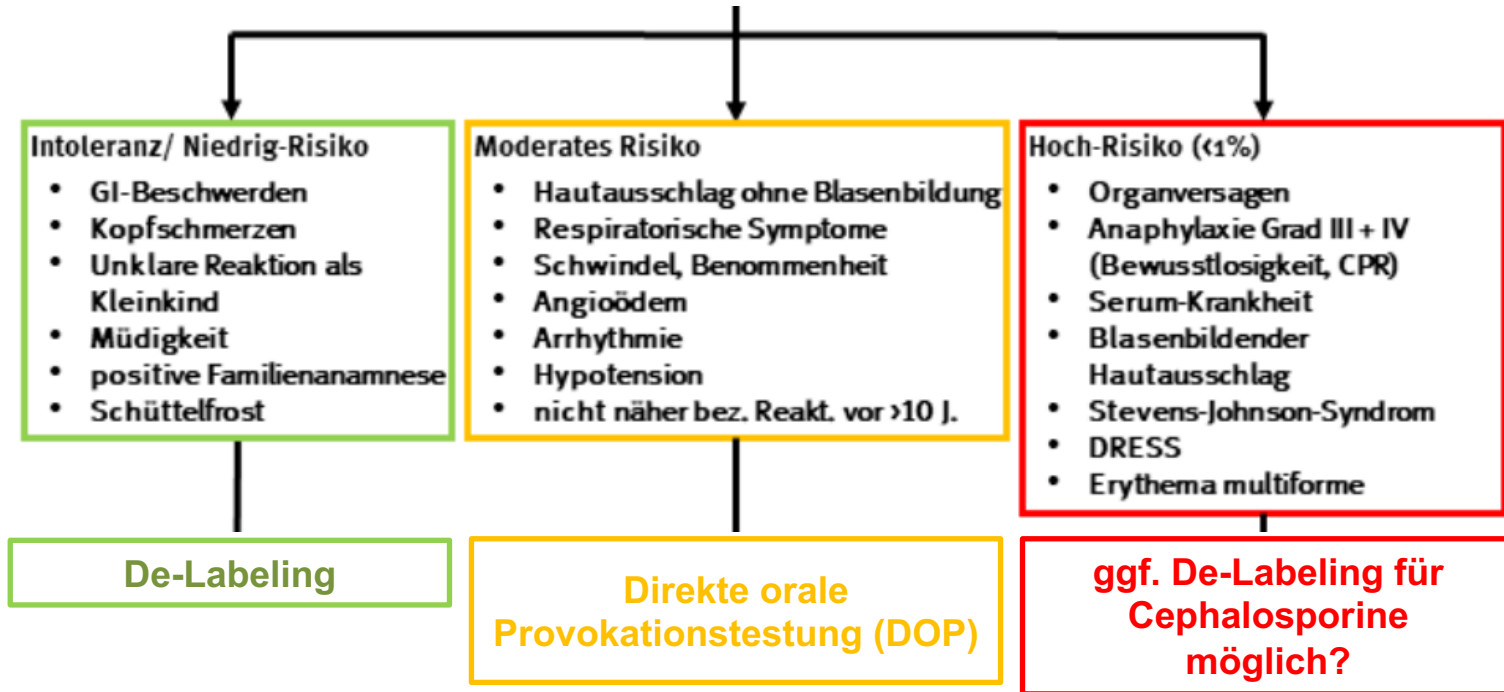 Intoleranz/ Niedrig-Risiko
• GI-Beschwerden
• Kopfschmerzen
• Unklare Reaktion als
Kleinkind
• Müdigkeit
• positive Familienanamnese
• Schüttelfrost
De-Labeling
Moderates Risiko
• Hautausschlag ohne Blasenbildung
• Respiratorische Symptome
• Schwindel, Benommenheit
• Angioödem
• Arrhythmie
• Hypotension
• nicht näher bez. Reakt. vor >10 J.
Direkte orale
Provokationstestung (DOP)
Hoch-Risiko (<1%)
• Organversagen
• Anaphylaxie Grad III + IV
(Bewusstlosigkeit, CPR)
• Serum-Krankheit
• Blasenbildender
Hautausschlag
• Stevens-Johnson-Syndrom
• DRESS
• Erythema multiforme
ggf. De-Labeling für
Cephalosporine
möglich?